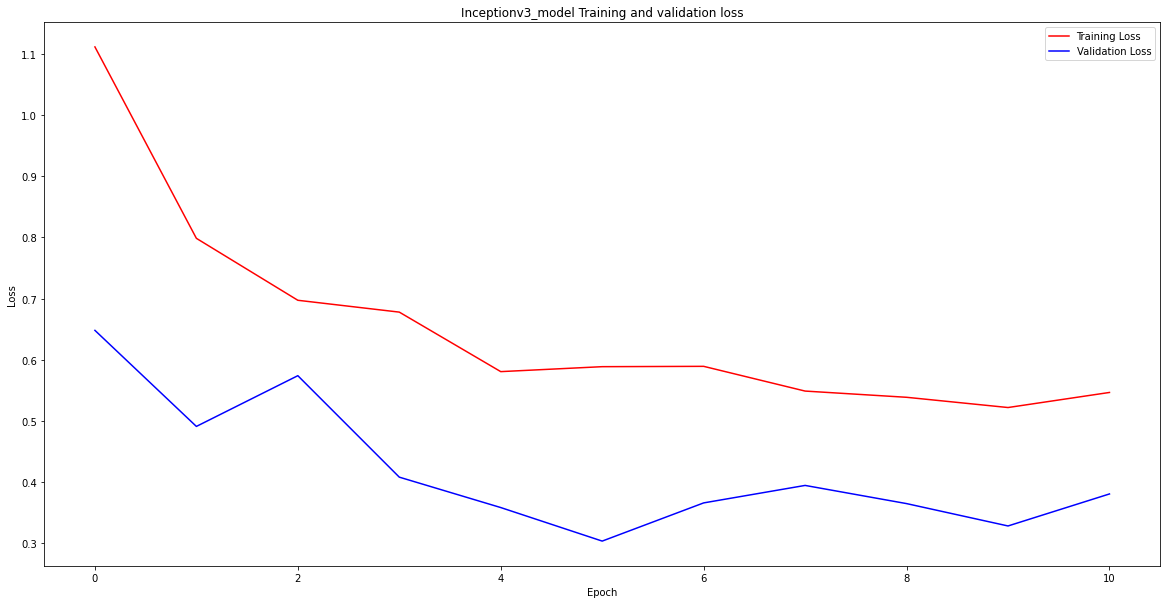 Inceptionv3_model Training and validation loss
Training Loss
Validation Loss
1.1
1.0
0.9
0.8
0.7
0.6
0.5
0.4
0.3
Loss
0 2 4 6 8 10
Epoch